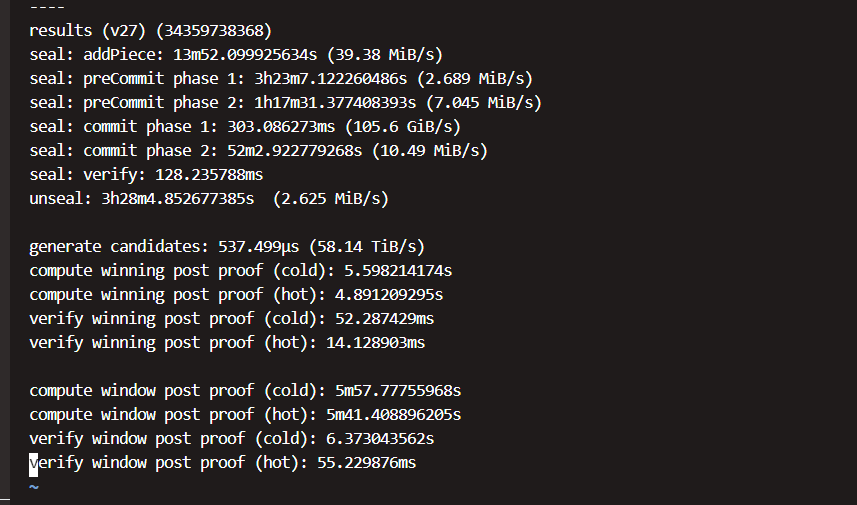 ----
results (v27) (34359738368)
seal: addPiece: 13m52.099925634s (39.38 MiB/s)
seal: preCommit phase 1: 3h23m7.122260486s (2.689 MiB/s)
seal: preCommit phase 2: 1h17m31.377408393s (7.045 MiB/s)
seal: commit phase 1: 303.086273ms (105.6 GiB/s)
seal: commit phase 2: 52m2.922779268s (10.49 MiB/s)
seal: verify: 128.235788ms
unseal: 3h28m4.852677385s  (2.625 MiB/s)

generate candidates: 537.499µs (58.14 TiB/s)
compute winning post proof (cold): 5.598214174s
compute winning post proof (hot): 4.891209295s
verify winning post proof (cold): 52.287429ms
verify winning post proof (hot): 14.128903ms

compute window post proof (cold): 5m57.77755968s
compute window post proof (hot): 5m41.408896205s
verify window post proof (cold): 6.373043562s
verify window post proof (hot): 55.229876ms
~